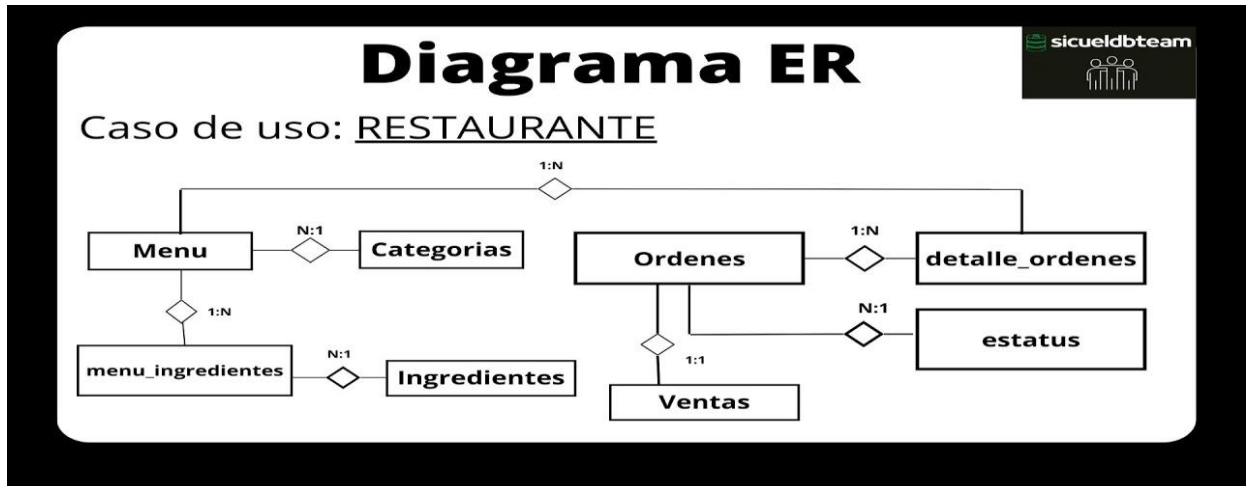 Diagrama ER
sicueldbteam
Caso de uso: RESTAURANTE
1:N
Menu
N:1
Categorias
Ordenes
1:N
detalle_ordenes
1:N
N:1
estatus
menu_ingredientes
N:1
Ingredientes
1:1
Ventas